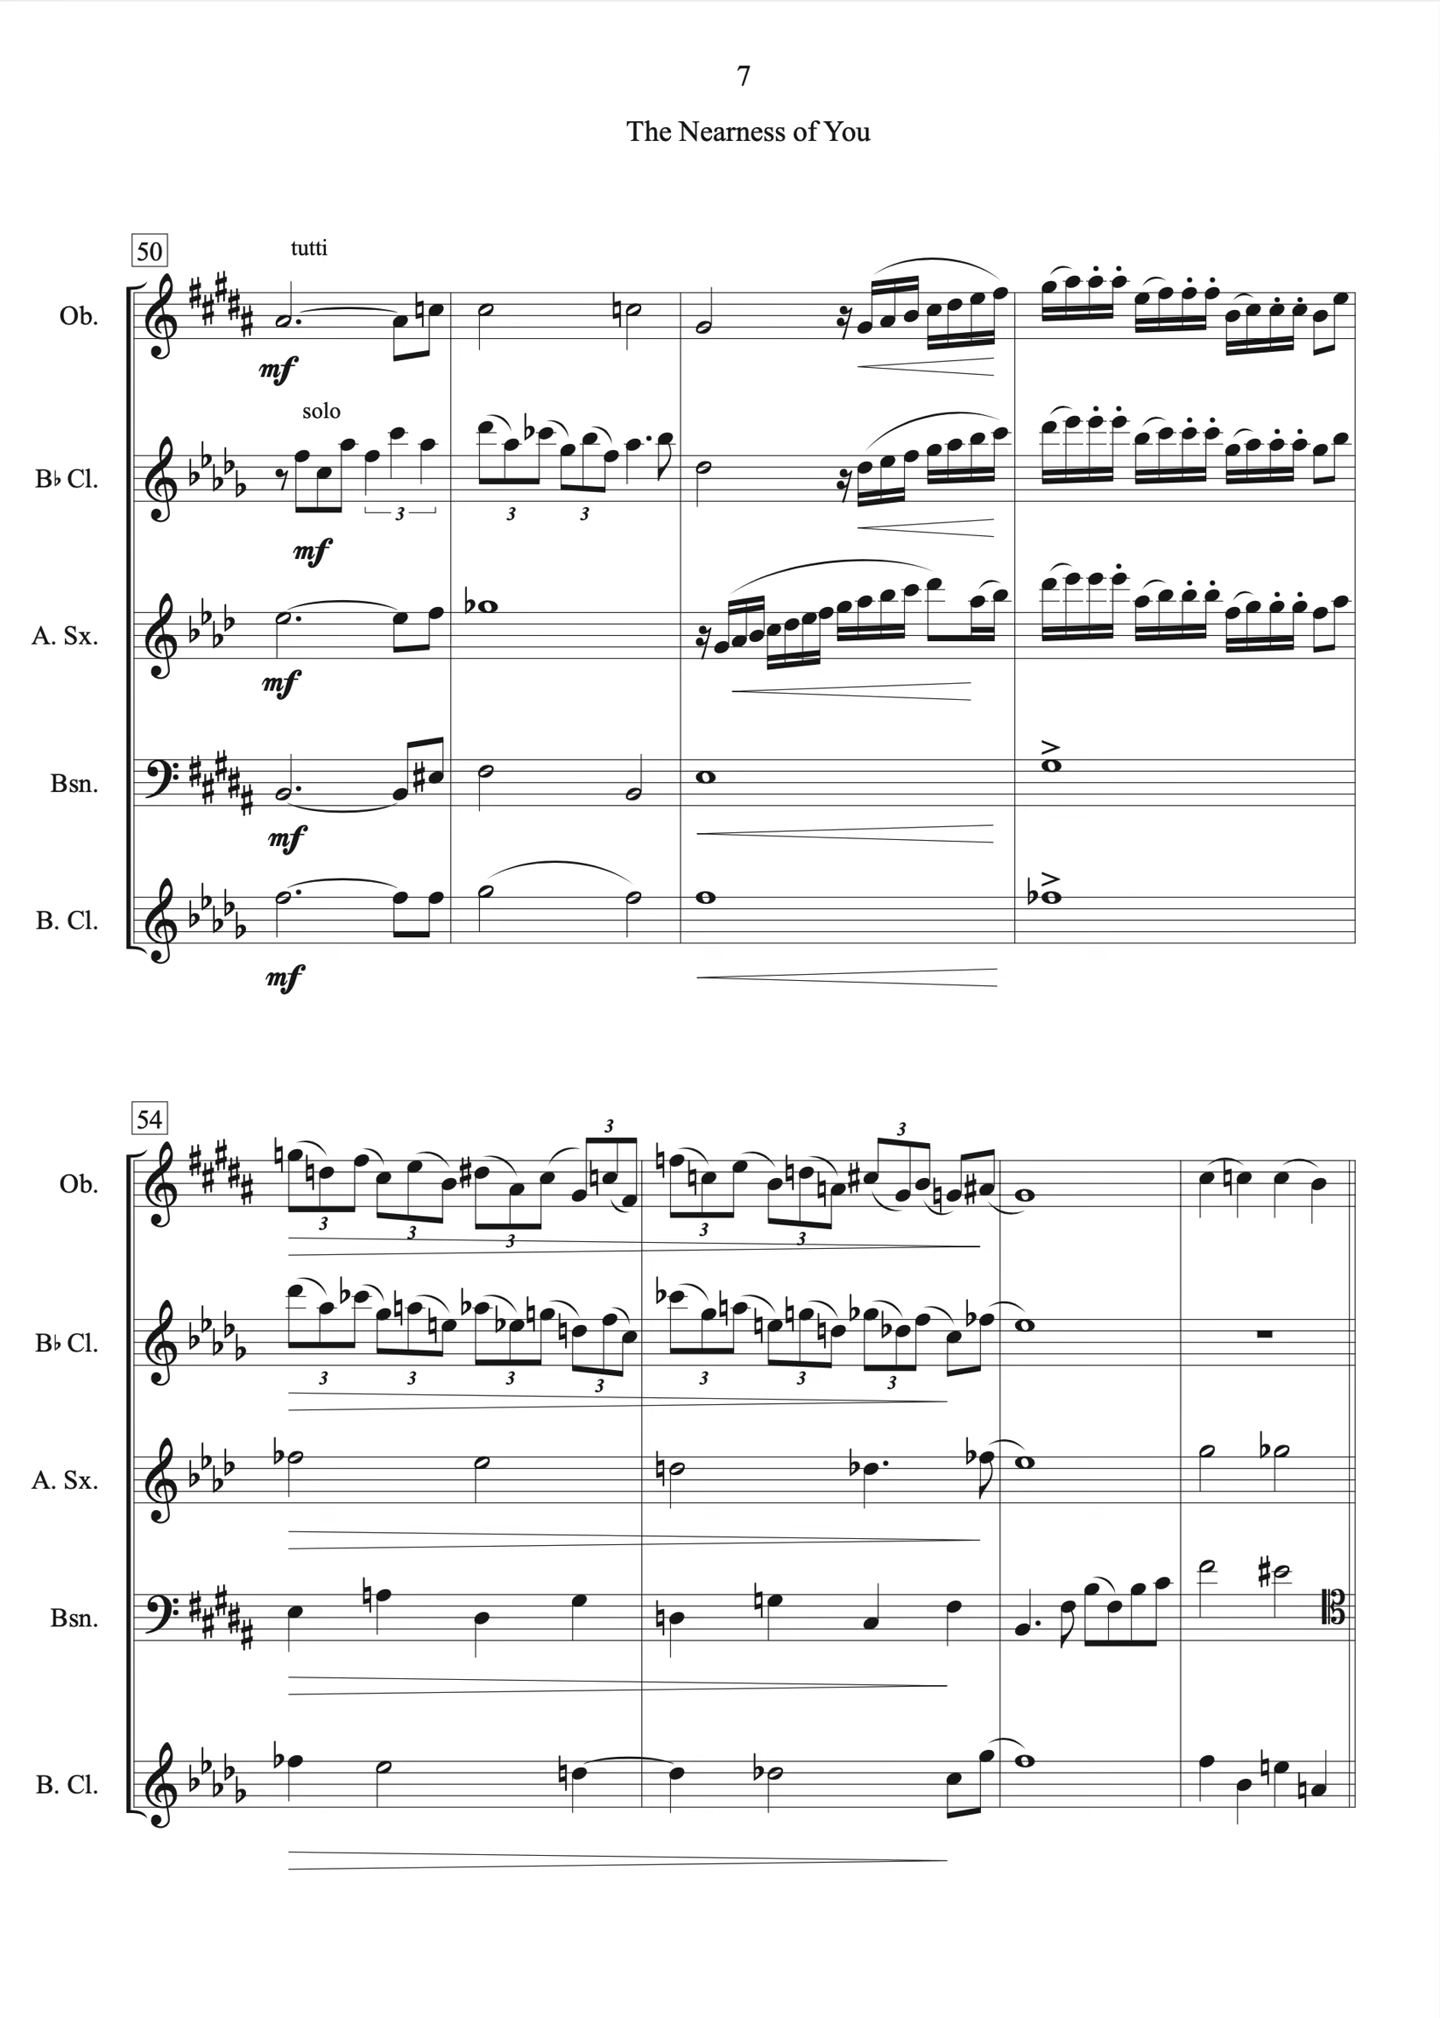 7
The Nearness of You
50
tutti
Ob.
mf
solo
B♭ Cl.
3
mf
3
3
A. Sx.
mf
Bsn.
mf
B. Cl.
mf
54
3
3
Ob.
3
3
3
3
3
B♭ Cl.
3
3
3
3
3
3
3
A. Sx.
Bsn.
B. Cl.